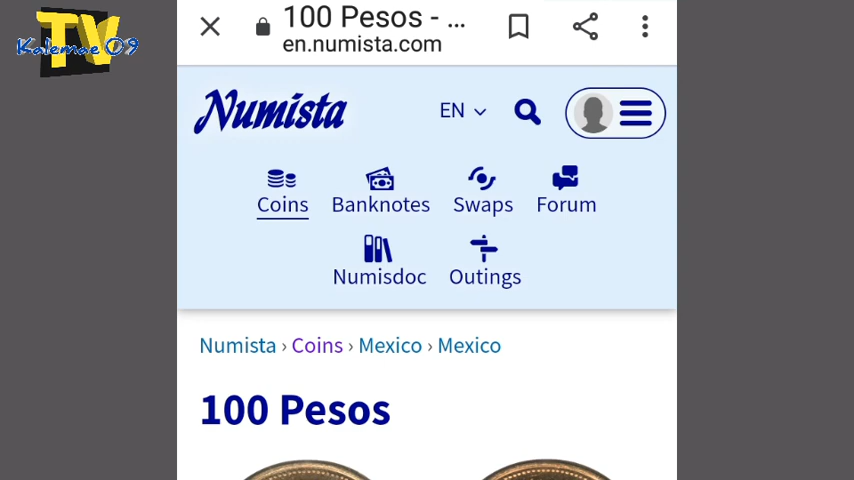 TV
Kalemae 09
100 Pesos - ...
en.numista.com
Numista
EN
Coins Banknotes Swaps Forum
Numisdoc Outings
Numista › Coins › Mexico › Mexico
100 Pesos